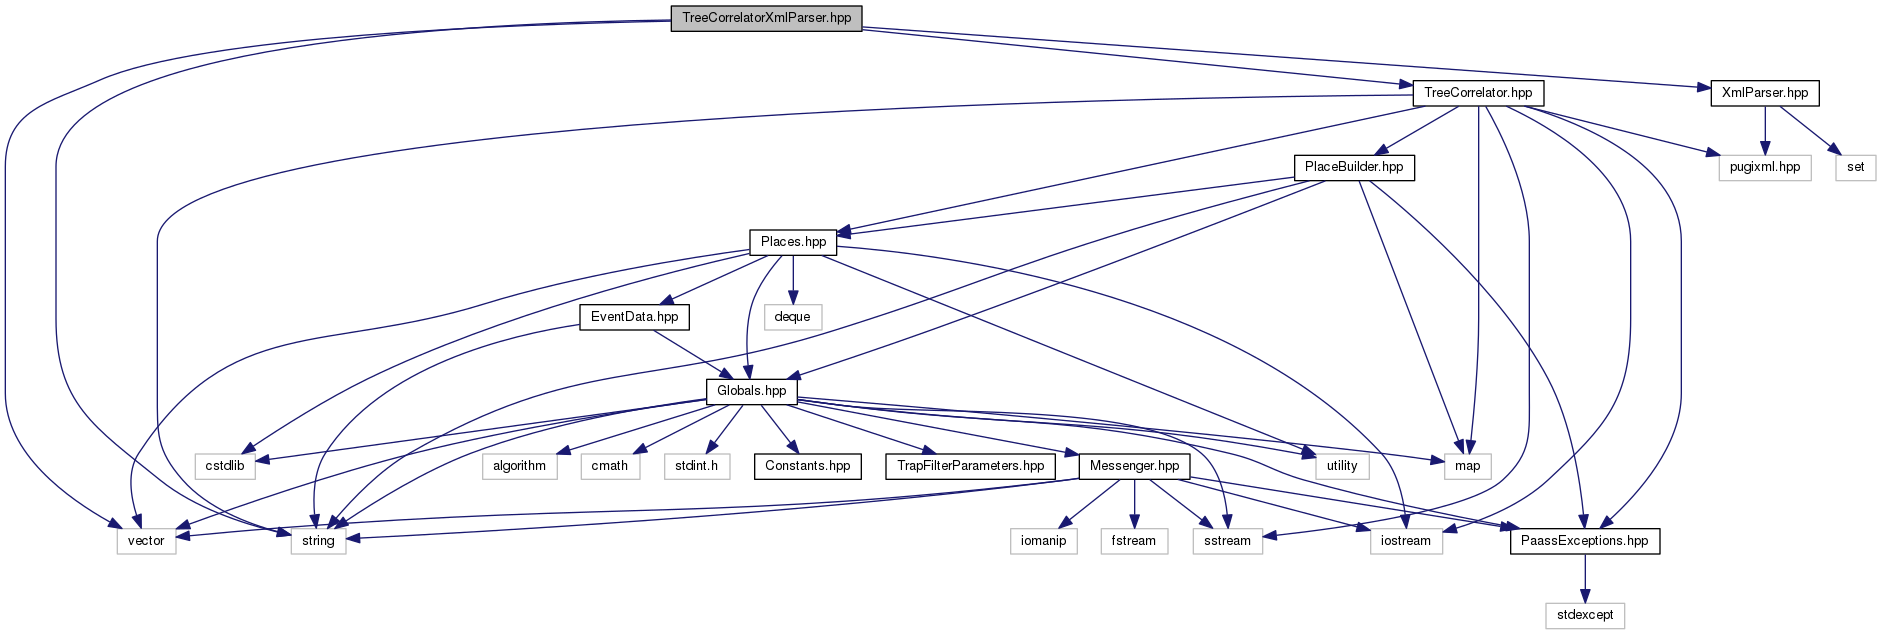 TreeCorrelatorXmlParser.hpp
TreeCorrelator.hpp
XmlParser.hpp
PlaceBuilder.hpp
pugixml.hpp
set
Places.hpp
EventData.hpp
deque
Globals.hpp
cstdlib
algorithm
cmath
stdint.h
Constants.hpp
TrapFilterParameters.hpp
Messenger.hpp
utility
map
vector
string
iomanip
fstream
sstream
iostream
PaassExceptions.hpp
stdexcept